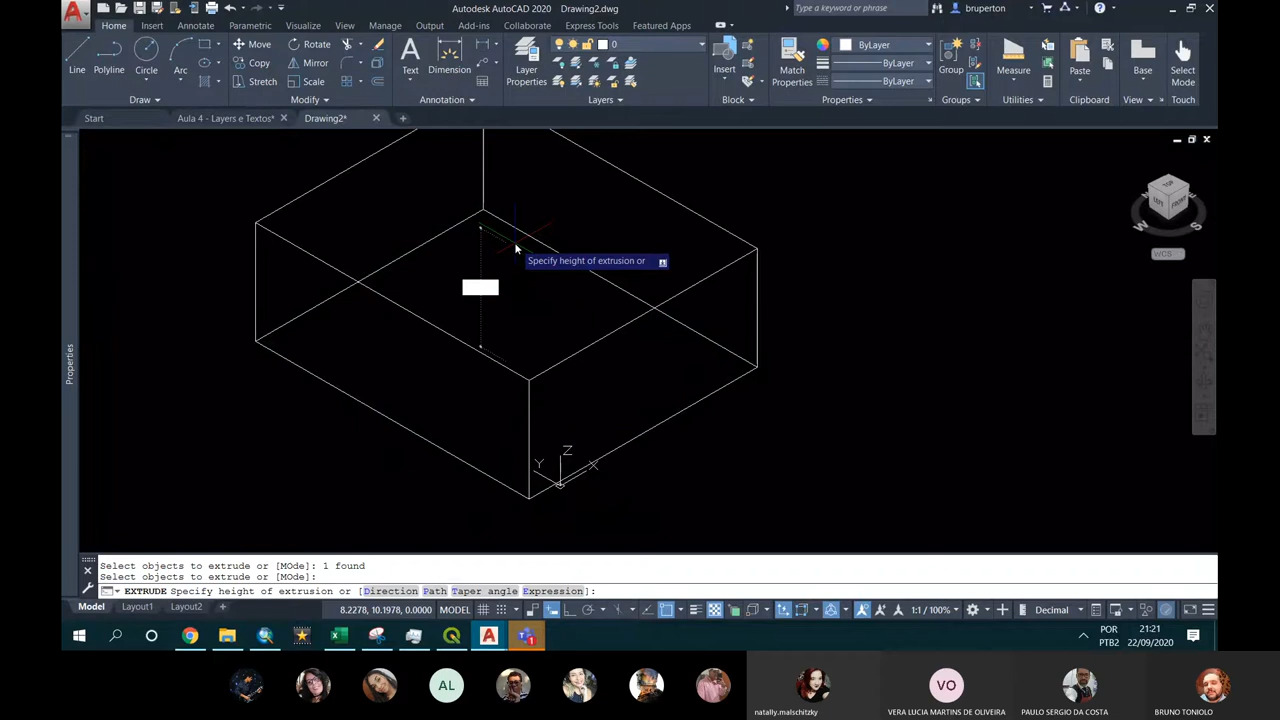 Autodesk AutoCAD 2020 Drawing2.dwg
Type a keyword or phrase
bruperton
Home Insert Annotate Parametric Visualize View Manage Output Add-ins Collaborate Express Tools Featured Apps
Line Polyline Circle Arc
Move Rotate
Copy Mirror
Stretch Scale
Text Dimension
Layer Properties
0
Insert
Match Properties
ByLayer
ByLayer
ByLayer
Group Measure Paste Base
Select Mode
Draw Modify Annotation Layers Block Properties Groups Utilities Clipboard View Touch
Start Aula 4 - Layers e Textos* Drawing2*
TOP
LEFT FRONT
W S
WCS
Specify height of extrusion or
Properties
Z
Y X
Select objects to extrude or [MOde]: 1 found
Select objects to extrude or [MOde]:
EXTRUDE Specify height of extrusion or [Direction Path Taper angle Expression]:
Model Layout1 Layout2 8.2278, 10.1978, 0.0000 MODEL 1:1 / 100% Decimal
POR 21:21
PTB2 22/09/2020
AL VO
natally.malschitzky VERA LUCIA MARTINS DE OLIVEIRA PAULO SERGIO DA COSTA BRUNO TONIOLO